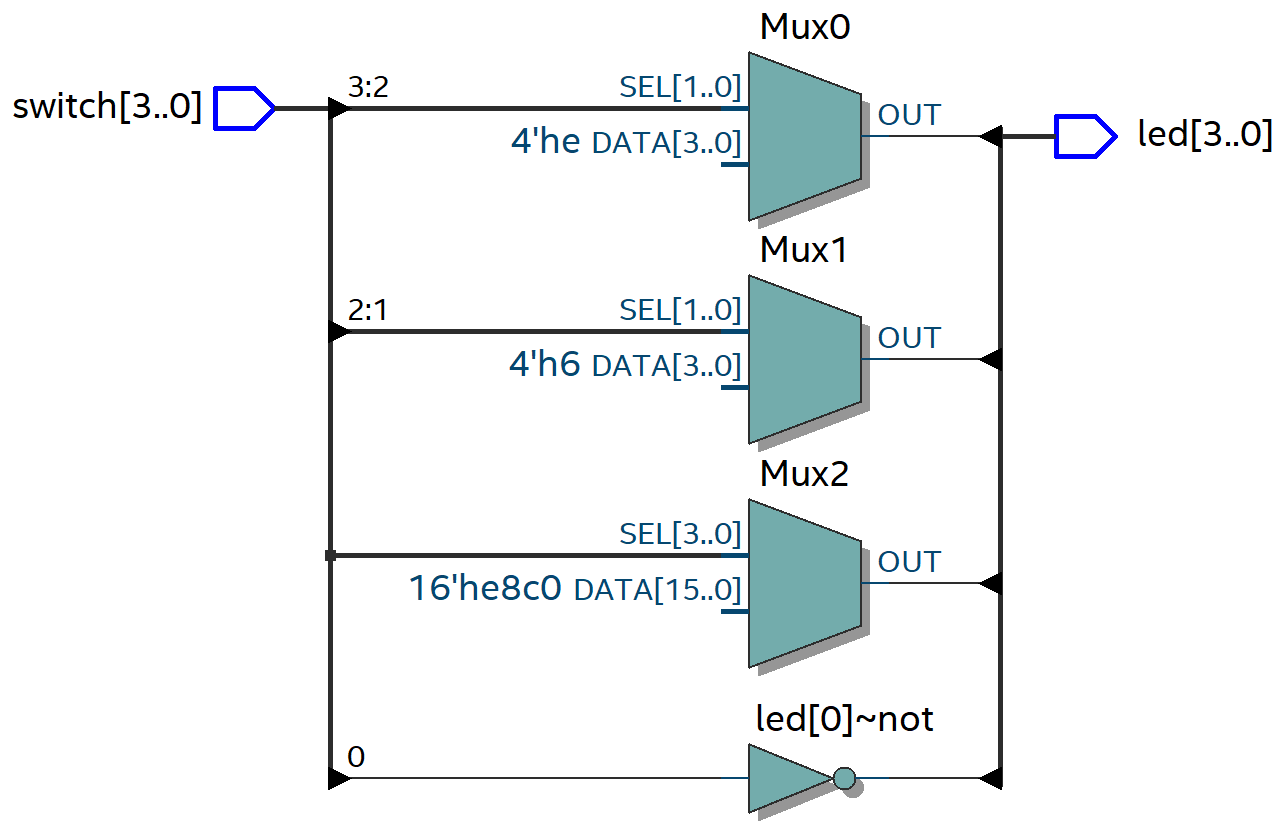 Mux0
switch[3..0]
3:2
SEL[1..0]
4'he DATA[3..0]
OUT
led[3..0]
Mux1
2:1
SEL[1..0]
4'h6 DATA[3..0]
OUT
Mux2
SEL[3..0]
16'he8c0 DATA[15..0]
OUT
led[0]~not
0